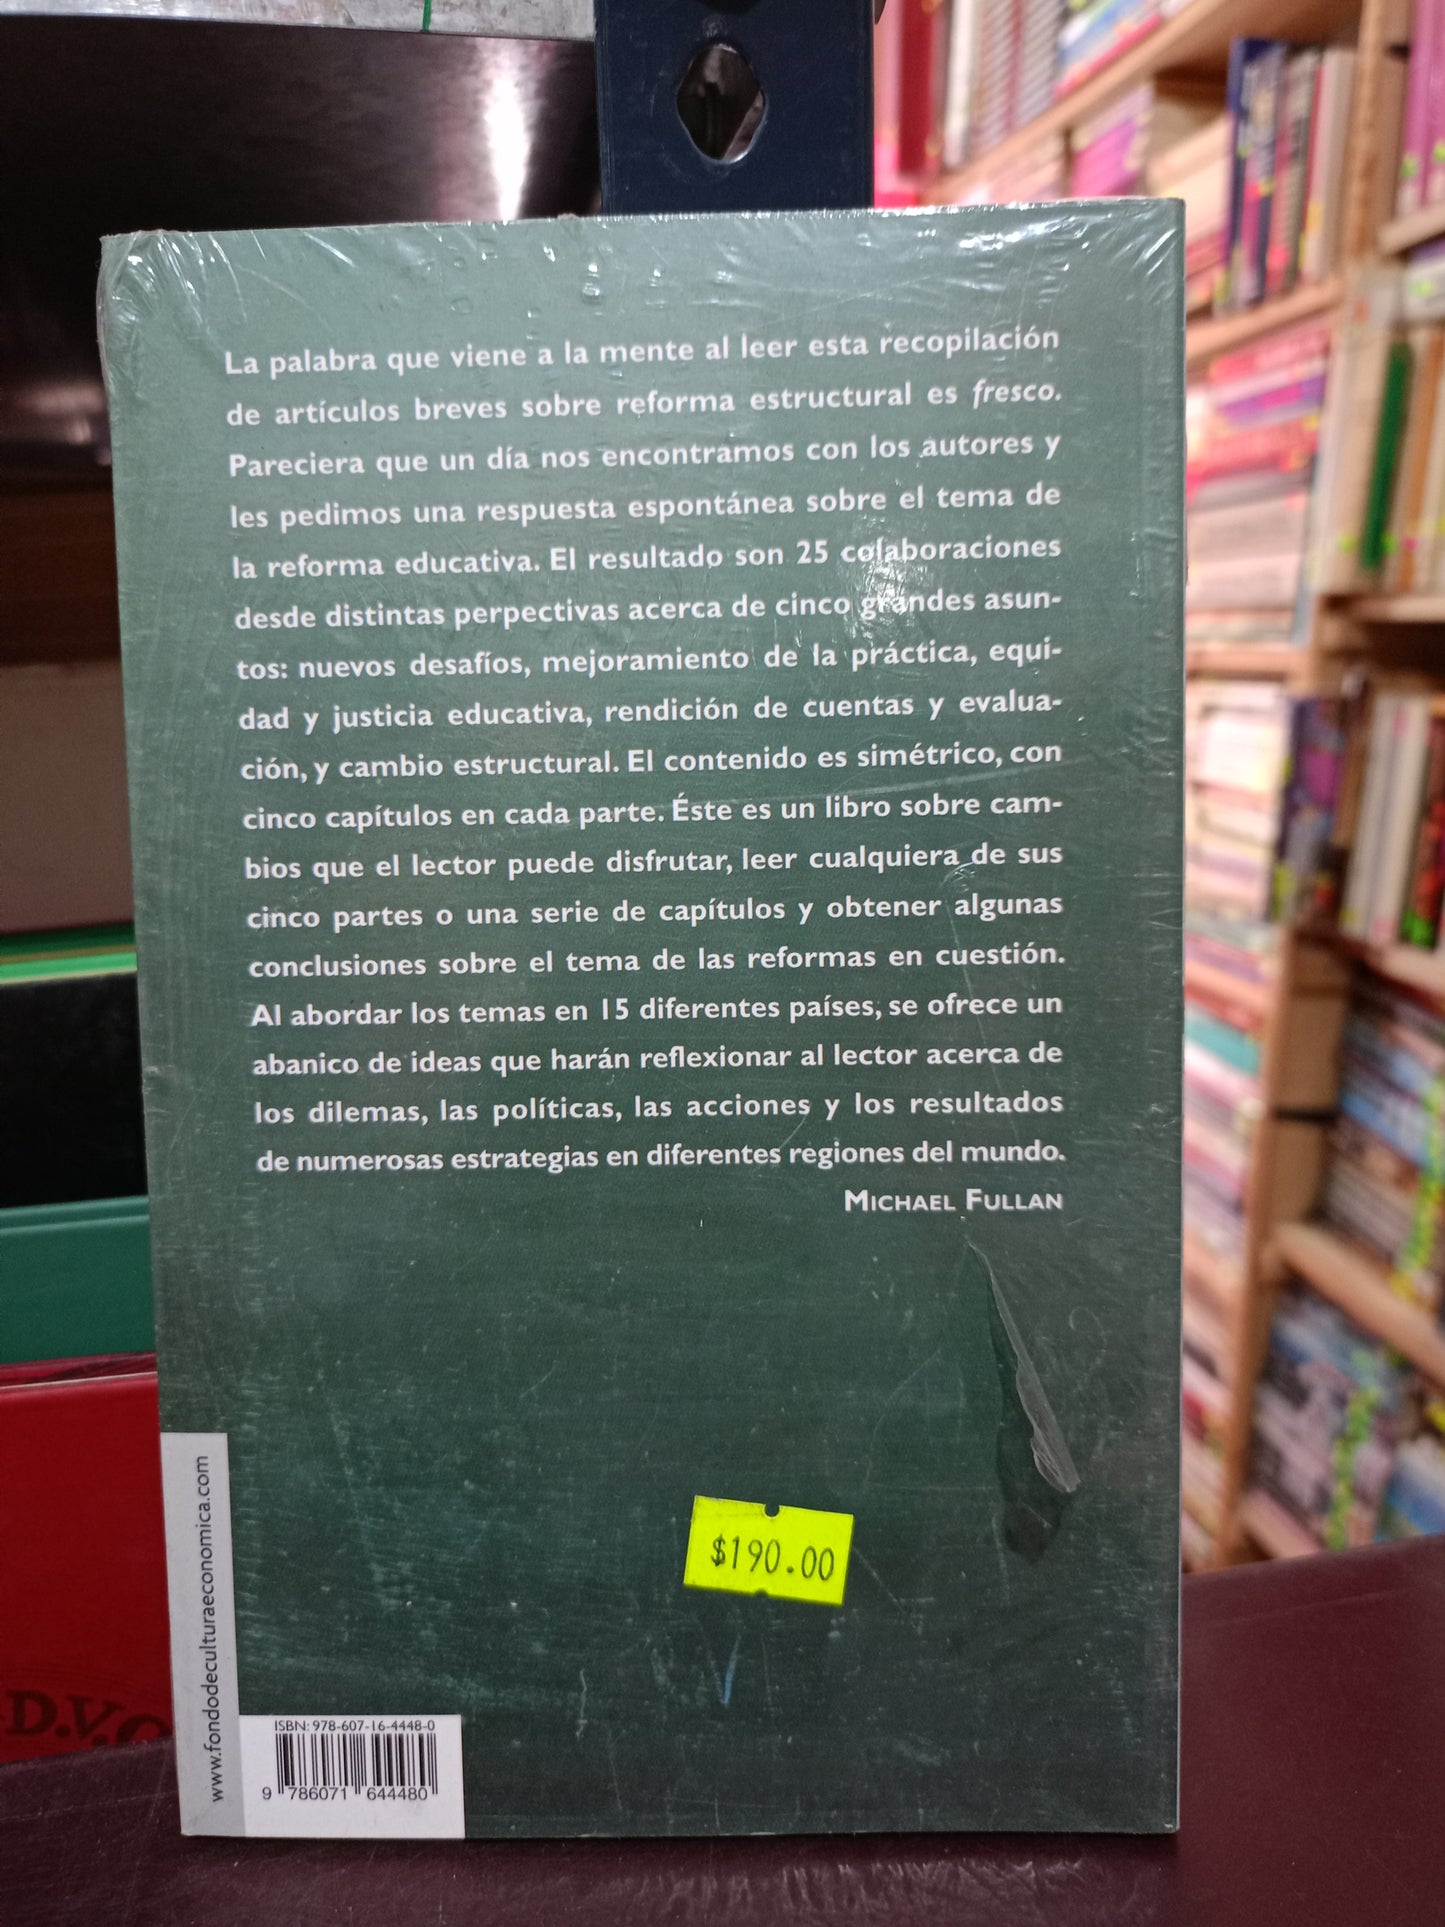 La palabra que viene a la mente al leer esta recopilación
de artículos breves sobre reforma estructural es fresco.
Pareciera que un día nos encontramos con los autores y
les pedimos una respuesta espontánea sobre el tema de
la reforma educativa. El resultado son 25 colaboraciones
desde distintas perpectivas acerca de cinco grandes asun-
tos: nuevos desafíos, mejoramiento de la práctica, equi-
dad y justicia educativa, rendición de cuentas y evalua-
ción, y cambio estructural. El contenido es simétrico, con
cinco capítulos en cada parte. Éste es un libro sobre cam-
bios que el lector puede disfrutar, leer cualquiera de sus
cinco partes o una serie de capítulos y obtener algunas
conclusiones sobre el tema de las reformas en cuestión.
Al abordar los temas en 15 diferentes países, se ofrece un
abanico de ideas que harán reflexionar al lector acerca de
los dilemas, las políticas, las acciones y los resultados
de numerosas estrategias en diferentes regiones del mundo.
MICHAEL FULLAN
$190.00
www.fondodeculturaeconomica.com
ISBN: 978-607-16-4448-0
9 786071 644480
D.V.